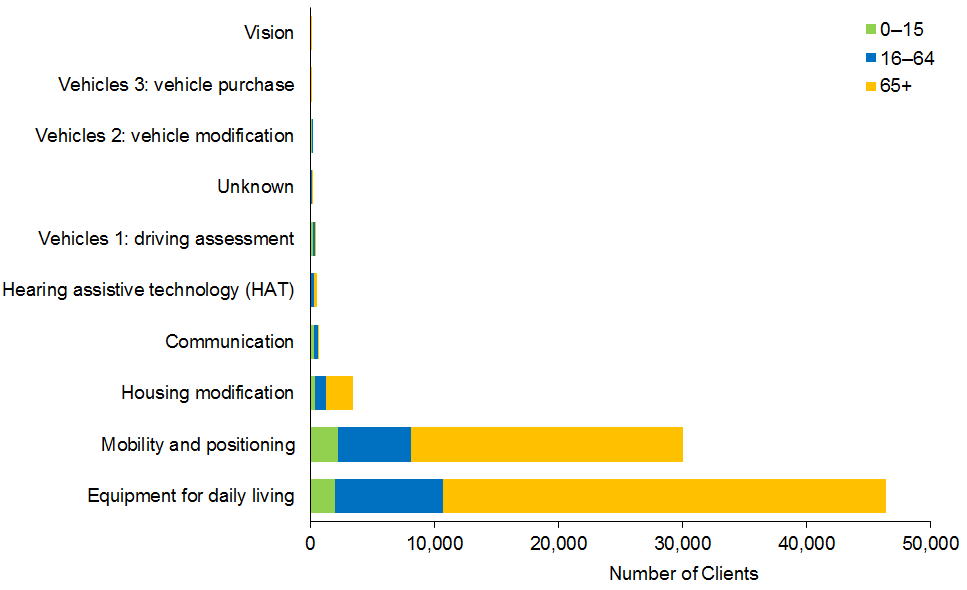 Vision
Vehicles 3: vehicle purchase
Vehicles 2: vehicle modification
Unknown
Vehicles 1: driving assessment
Hearing assistive technology (HAT)
Communication
Housing modification
Mobility and positioning
Equipment for daily living
0–15
16–64
65+
0 10,000 20,000 30,000 40,000 50,000
Number of Clients